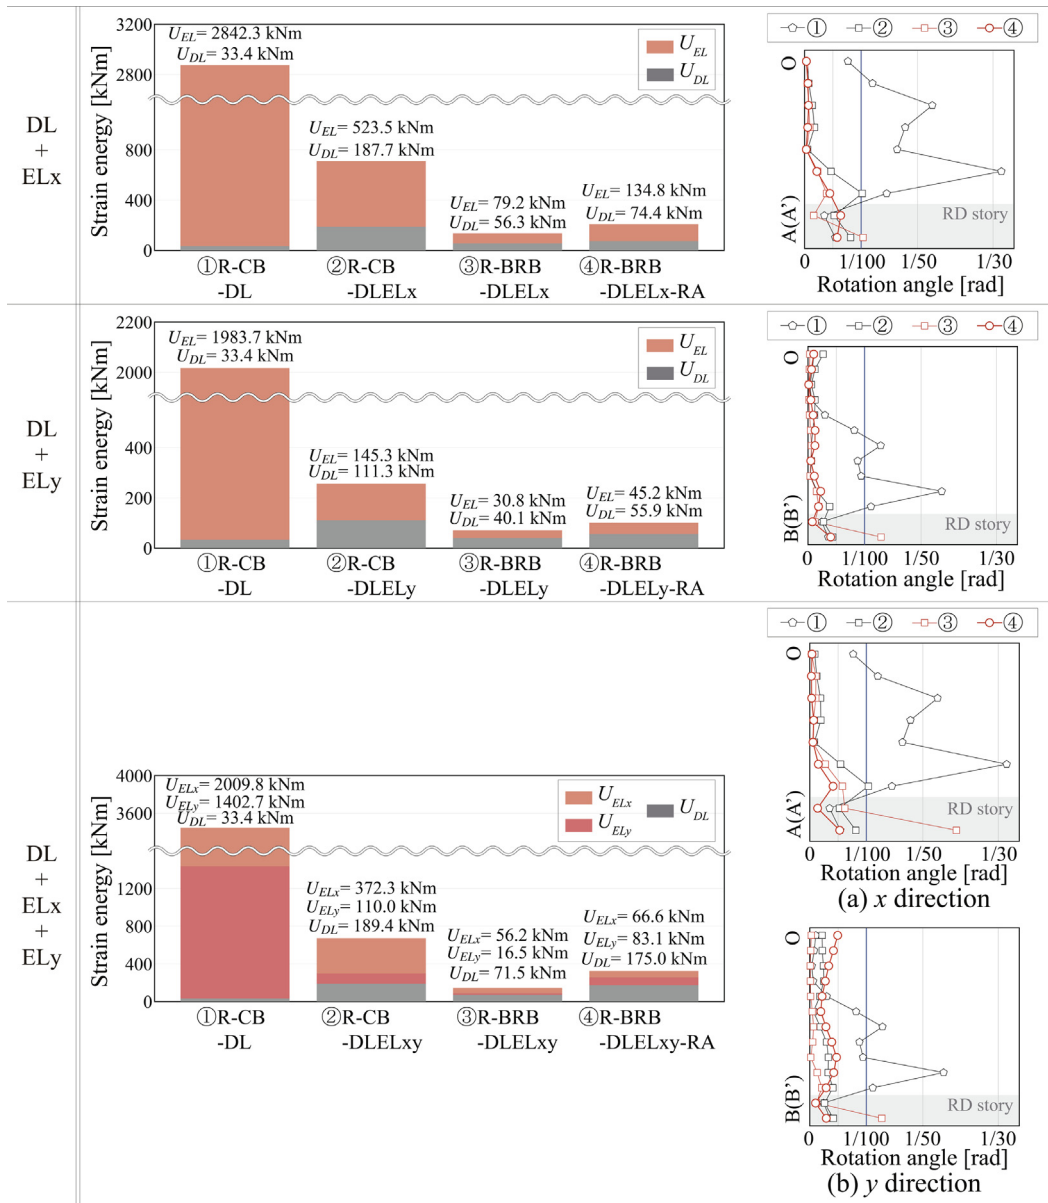 DL
+
ELx
Strain energy [kNm]
3200
2800
800
400
0
U_EL= 2842.3 kNm
U_DL= 33.4 kNm
U_EL= 523.5 kNm
U_DL= 187.7 kNm
U_EL= 79.2 kNm
U_DL= 56.3 kNm
U_EL= 134.8 kNm
U_DL= 74.4 kNm
U_EL
U_DL
①R-CB
-DL
②R-CB
-DLELx
③R-BRB
-DLELx
④R-BRB
-DLELx-RA
① ② ③ ④
O
A(A’)
RD story
0 1/100 1/50 1/30
Rotation angle [rad]
DL
+
ELy
Strain energy [kNm]
2200
2000
400
200
0
U_EL= 1983.7 kNm
U_DL= 33.4 kNm
U_EL= 145.3 kNm
U_DL= 111.3 kNm
U_EL= 30.8 kNm
U_DL= 40.1 kNm
U_EL= 45.2 kNm
U_DL= 55.9 kNm
U_EL
U_DL
①R-CB
-DL
②R-CB
-DLELy
③R-BRB
-DLELy
④R-BRB
-DLELy-RA
① ② ③ ④
O
B(B’)
RD story
0 1/100 1/50 1/30
Rotation angle [rad]
DL
+
ELx
+
ELy
Strain energy [kNm]
4000
3600
1200
800
400
0
U_ELx= 2009.8 kNm
U_ELy= 1402.7 kNm
U_DL= 33.4 kNm
U_ELx= 372.3 kNm
U_ELy= 110.0 kNm
U_DL= 189.4 kNm
U_ELx= 56.2 kNm
U_ELy= 16.5 kNm
U_DL= 71.5 kNm
U_ELx= 66.6 kNm
U_ELy= 83.1 kNm
U_DL= 175.0 kNm
U_ELx
U_ELy
U_DL
①R-CB
-DL
②R-CB
-DLELxy
③R-BRB
-DLELxy
④R-BRB
-DLELxy-RA
① ② ③ ④
O
A(A’)
RD story
0 1/100 1/50 1/30
Rotation angle [rad]
(a) x direction
O
B(B’)
RD story
0 1/100 1/50 1/30
Rotation angle [rad]
(b) y direction